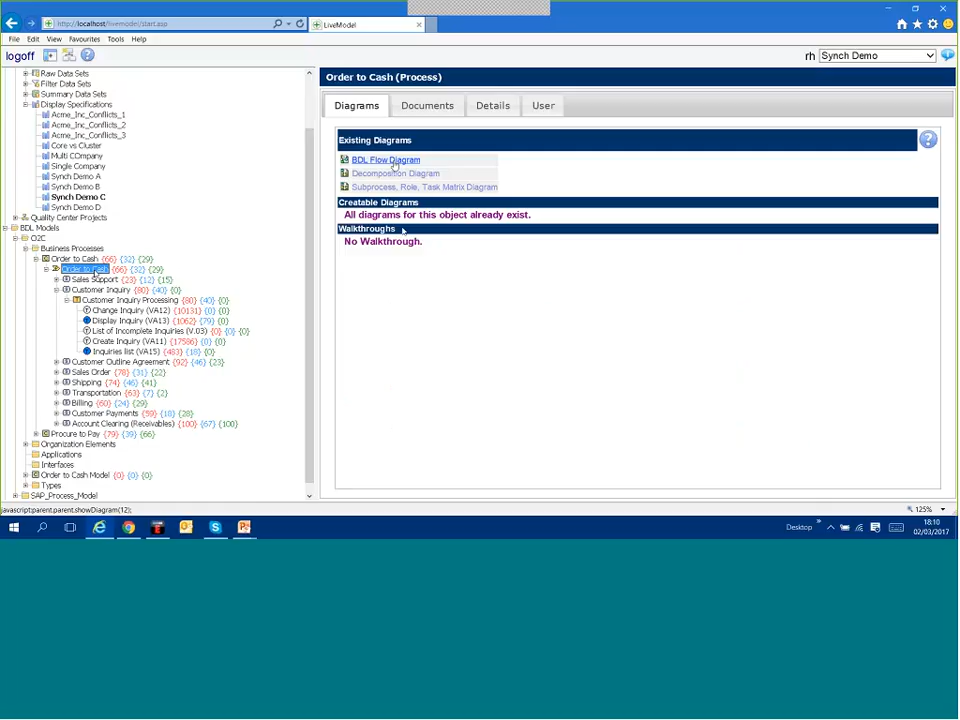 http://localhost/livemodel/start.asp
LiveModel
File Edit View Favourites Tools Help
logoff
rh Synch Demo
Raw Data Sets
Filter Data Sets
Summary Data Sets
Display Specifications
Acme_Inc_Conflicts_1
Acme_Inc_Conflicts_2
Acme_Inc_Conflicts_3
Core vs Cluster
Multi COmpany
Single Company
Synch Demo A
Synch Demo B
Synch Demo C
Synch Demo D
Quality Center Projects
BDL Models
O2C
Business Processes
Order to Cash {66} {32} {29}
Order to Cash {66} {32} {29}
Sales Support {23} {12} {15}
Customer Inquiry {80} {40} {0}
Customer Inquiry Processing {80} {40} {0}
Change Inquiry (VA12) {10131} {0} {0}
Display Inquiry (VA13) {1062} {79} {0}
List of Incomplete Inquiries (V.03) {0} {0} {0}
Create Inquiry (VA11) {17586} {0} {0}
Inquiries list (VA15) {483} {18} {0}
Customer Outline Agreement {92} {46} {23}
Sales Order {78} {31} {22}
Shipping {74} {46} {41}
Transportation {63} {7} {2}
Billing {60} {24} {29}
Customer Payments {59} {18} {28}
Account Clearing (Receivables) {100} {67} {100}
Procure to Pay {79} {39} {66}
Organization Elements
Applications
Interfaces
Order to Cash Model {0} {0} {0}
Types
SAP_Process_Model
Order to Cash (Process)
Diagrams Documents Details User
Existing Diagrams
BDL Flow Diagram
Decomposition Diagram
Subprocess, Role, Task Matrix Diagram
Creatable Diagrams
All diagrams for this object already exist.
Walkthroughs
No Walkthrough.
javascript:parent.parent.showDiagram(12);
125%
Desktop
18:10
02/03/2017